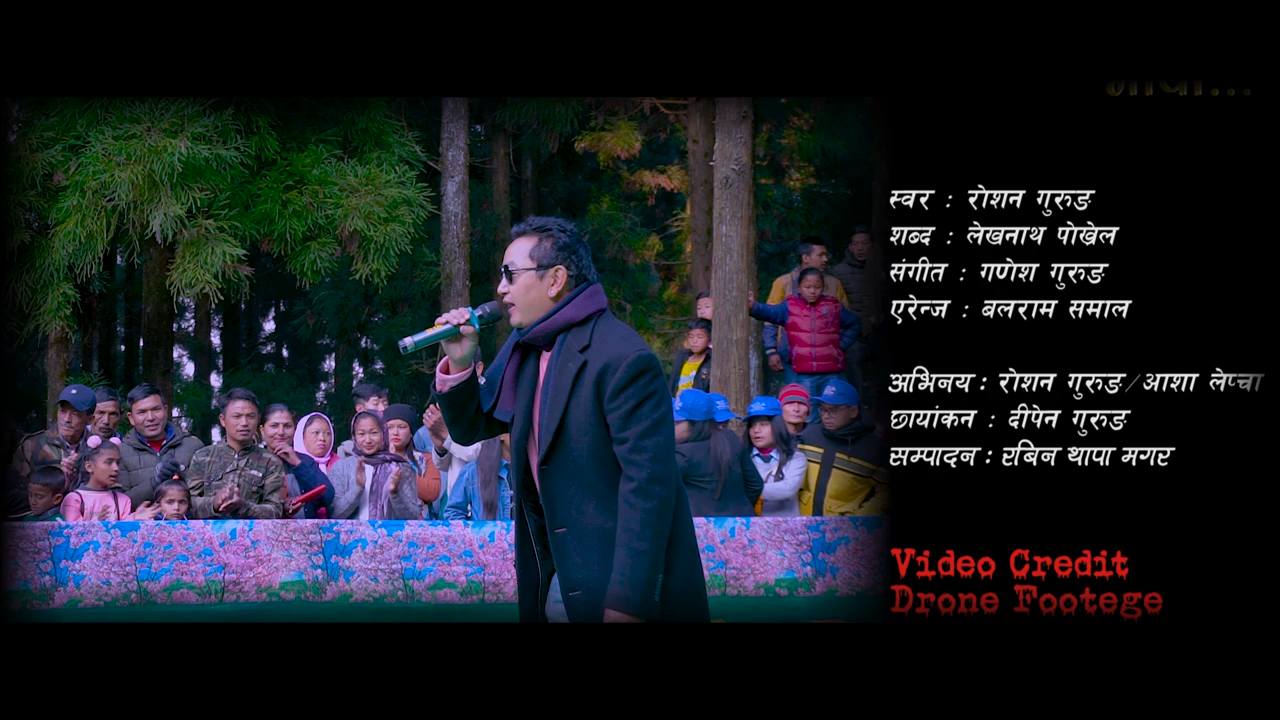 स्वर : रोशन गुरुङ
शब्द : लेखनाथ पोखेल
संगीत : गणेश गुरुङ
एरेन्ज : बलराम समाल
अभिनय : रोशन गुरुङ/आशा लेप्चा
छायांकन : दीपेन गुरुङ
सम्पादन : रबिन थापा मगर
Video Credit
Drone Footege